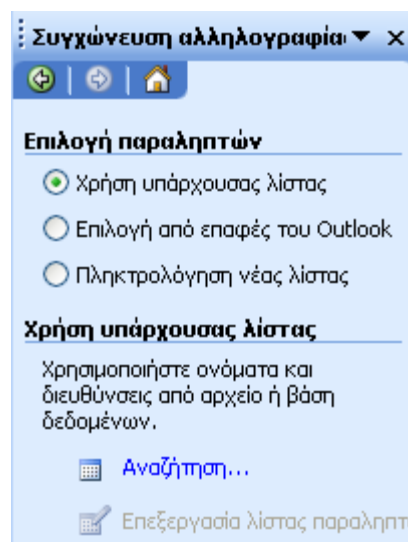 Συγχώνευση αλληλογραφία
Επιλογή παραληπτών
Χρήση υπάρχουσας λίστας
Επιλογή από επαφές του Outlook
Πληκτρολόγηση νέας λίστας
Χρήση υπάρχουσας λίστας
Χρησιμοποιήστε ονόματα και
διευθύνσεις από αρχείο ή βάση
δεδομένων.
Αναζήτηση...
Επεξεργασία λίστας παραληπτ